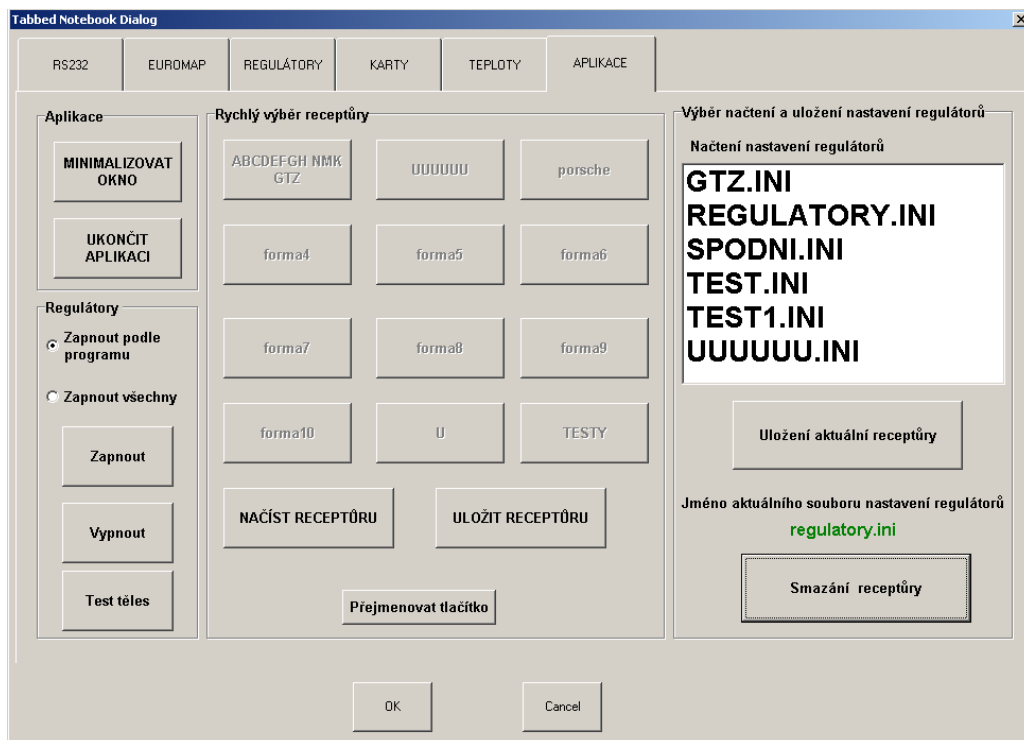 Tabbed Notebook Dialog
RS232
EUROMAP
REGULÁTORY
KARTY
TEPLOTY
APLIKACE
Aplikace
MINIMALIZOVAT
OKNO
UKONČIT
APLIKACI
Regulátory
Zapnout podle
programu
Zapnout všechny
Zapnout
Vypnout
Test těles
Rychlý výběr receptůry
ABCDEFGH NMK
GTZ
UUUUUU
porsche
forma4
forma5
forma6
forma7
forma8
forma9
forma10
U
TESTY
NAČÍST RECEPTŮRU
ULOŽIT RECEPTŮRU
Přejmenovat tlačítko
Výběr načtení a uložení nastavení regulátorů
Načtení nastavení regulátorů
GTZ.INI
REGULATORY.INI
SPODNI.INI
TEST.INI
TEST1.INI
UUUUUU.INI
Uložení aktuální receptůry
Jméno aktuálního souboru nastavení regulátorů
regulatory.ini
Smazání receptůry
OK
Cancel